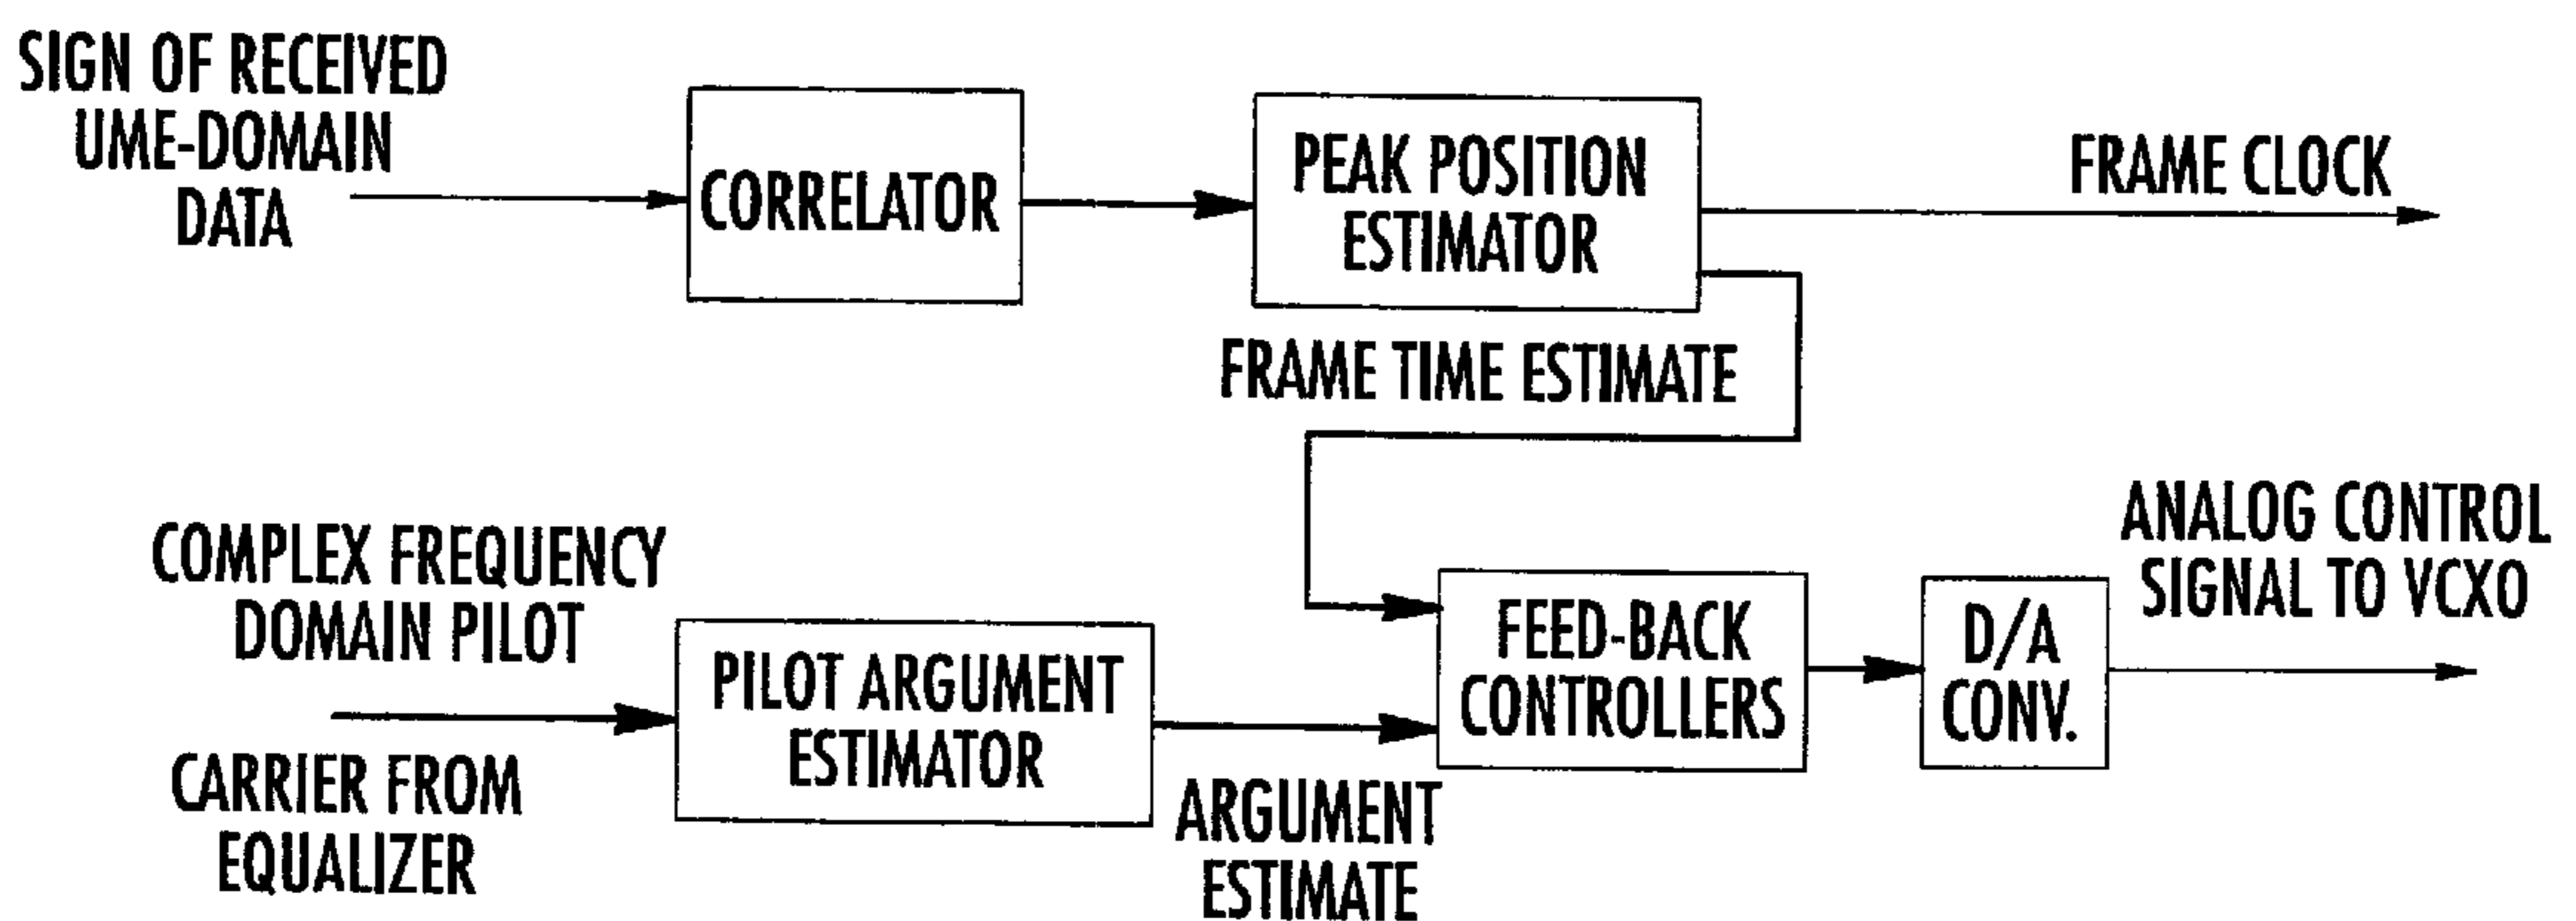 SIGN OF RECEIVED
UME-DOMAIN
DATA
CORRELATOR
PEAK POSITION
ESTIMATOR
FRAME CLOCK
FRAME TIME ESTIMATE
COMPLEX FREQUENCY
DOMAIN PILOT
CARRIER FROM
EQUALIZER
PILOT ARGUMENT
ESTIMATOR
ARGUMENT
ESTIMATE
FEED-BACK
CONTROLLERS
D/A
CONV.
ANALOG CONTROL
SIGNAL TO VCXO